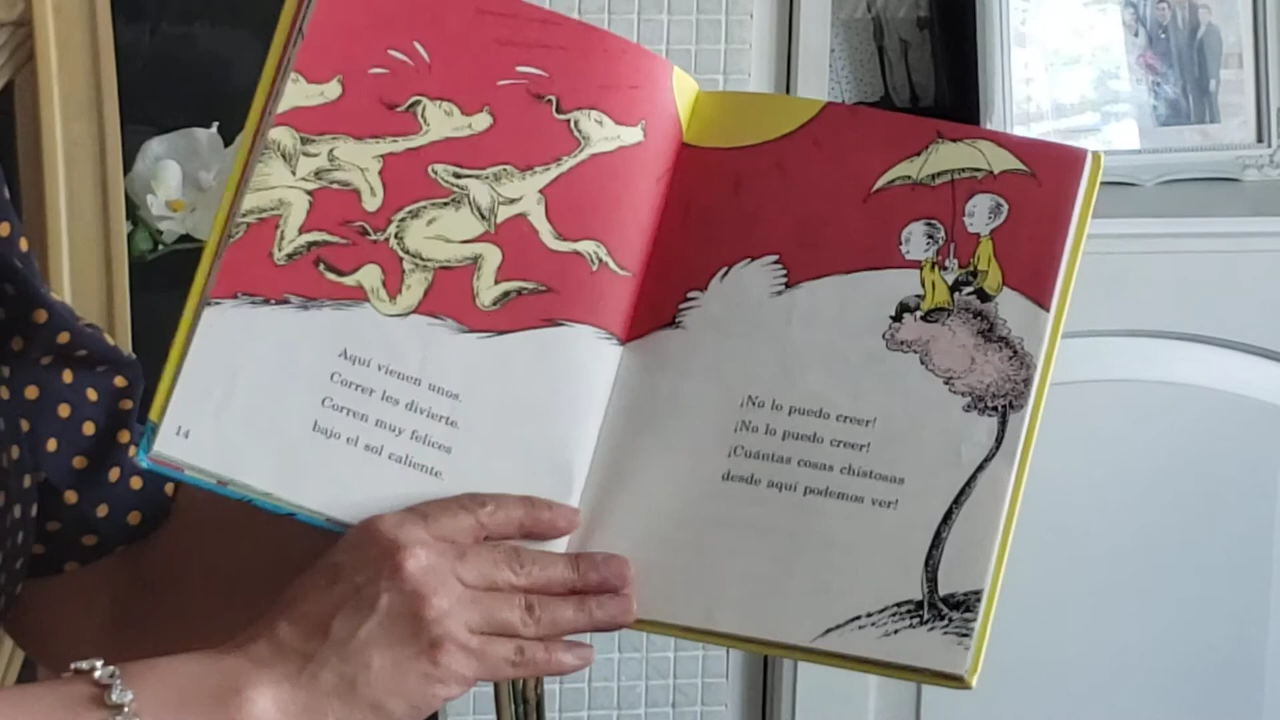 Aquí vienen unos.
Correr les divierte.
Corren muy felices
bajo el sol caliente.
14
¡No lo puedo creer!
¡No lo puedo creer!
¡Cuántas cosas chistosas
desde aquí podemos ver!